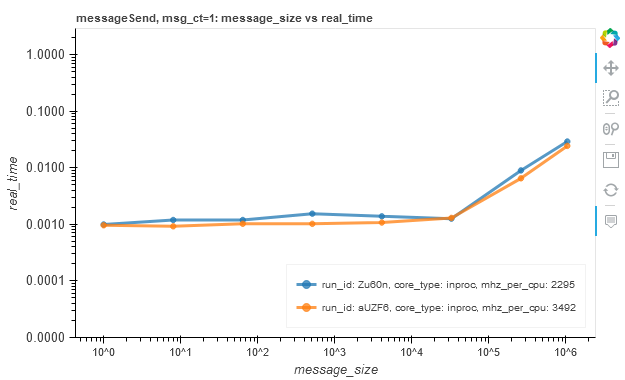 messageSend, msg_ct=1: message_size vs real_time
1.0000
0.1000
0.0100
0.0010
0.0001
0.0000
real_time
run_id: Zu60n, core_type: inproc, mhz_per_cpu: 2295
run_id: aUZF6, core_type: inproc, mhz_per_cpu: 3492
10^0 10^1 10^2 10^3 10^4 10^5 10^6
message_size